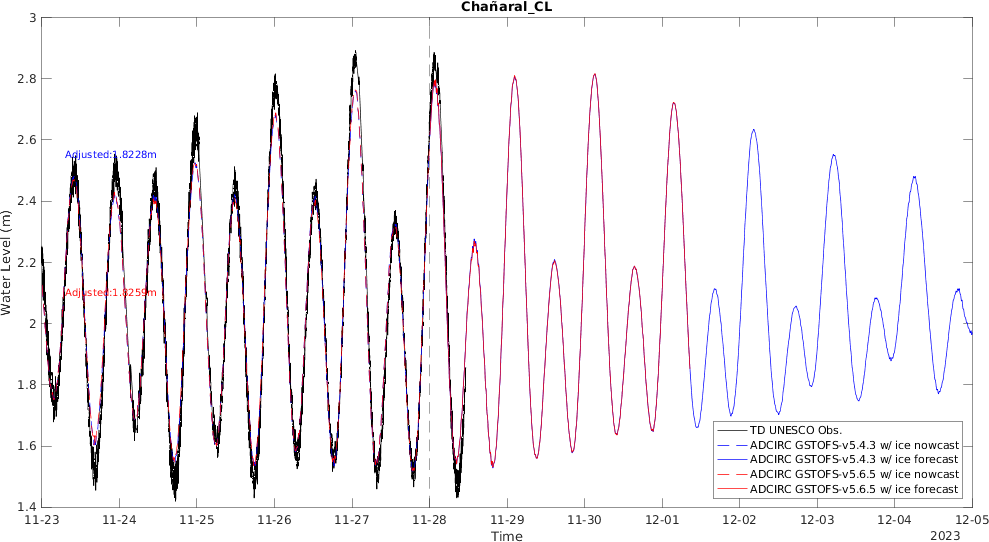 Chañaral_CL
3
2.8
2.6
2.4
2.2
2
1.8
1.6
1.4
Water Level (m)
Adjusted:1.8228m
Adjusted:1.8259m
TD UNESCO Obs.
ADCIRC GSTOFS-v5.4.3 w/ ice nowcast
ADCIRC GSTOFS-v5.4.3 w/ ice forecast
ADCIRC GSTOFS-v5.6.5 w/ ice nowcast
ADCIRC GSTOFS-v5.6.5 w/ ice forecast
11-23 11-24 11-25 11-26 11-27 11-28 11-29 11-30 12-01 12-02 12-03 12-04 12-05
Time
2023